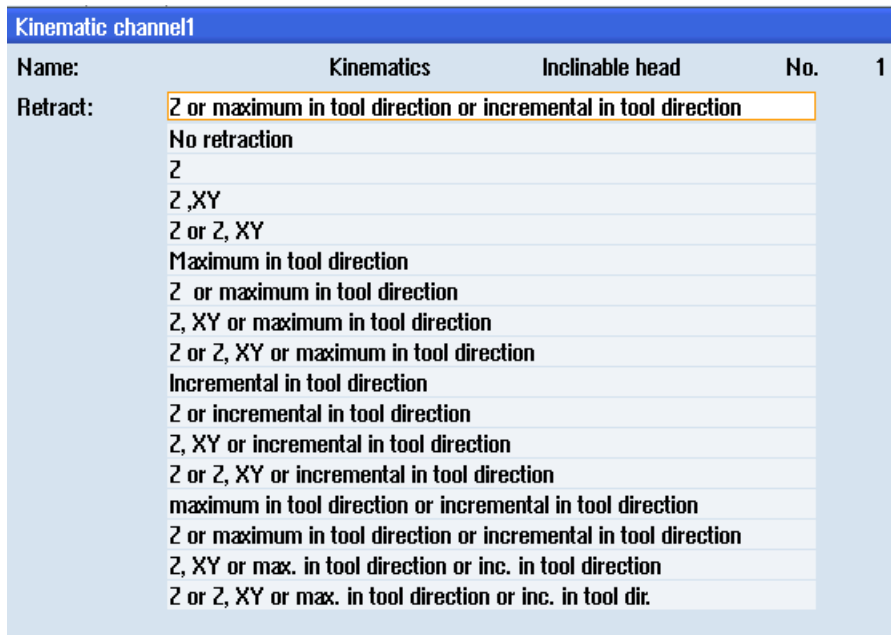 Kinematic channel1
Name: Kinematics Inclinable head No. 1
Retract: Z or maximum in tool direction or incremental in tool direction
No retraction
Z
Z ,XY
Z or Z, XY
Maximum in tool direction
Z or maximum in tool direction
Z, XY or maximum in tool direction
Z or Z, XY or maximum in tool direction
Incremental in tool direction
Z or incremental in tool direction
Z, XY or incremental in tool direction
Z or Z, XY or incremental in tool direction
maximum in tool direction or incremental in tool direction
Z or maximum in tool direction or incremental in tool direction
Z, XY or max. in tool direction or inc. in tool direction
Z or Z, XY or max. in tool direction or inc. in tool dir.